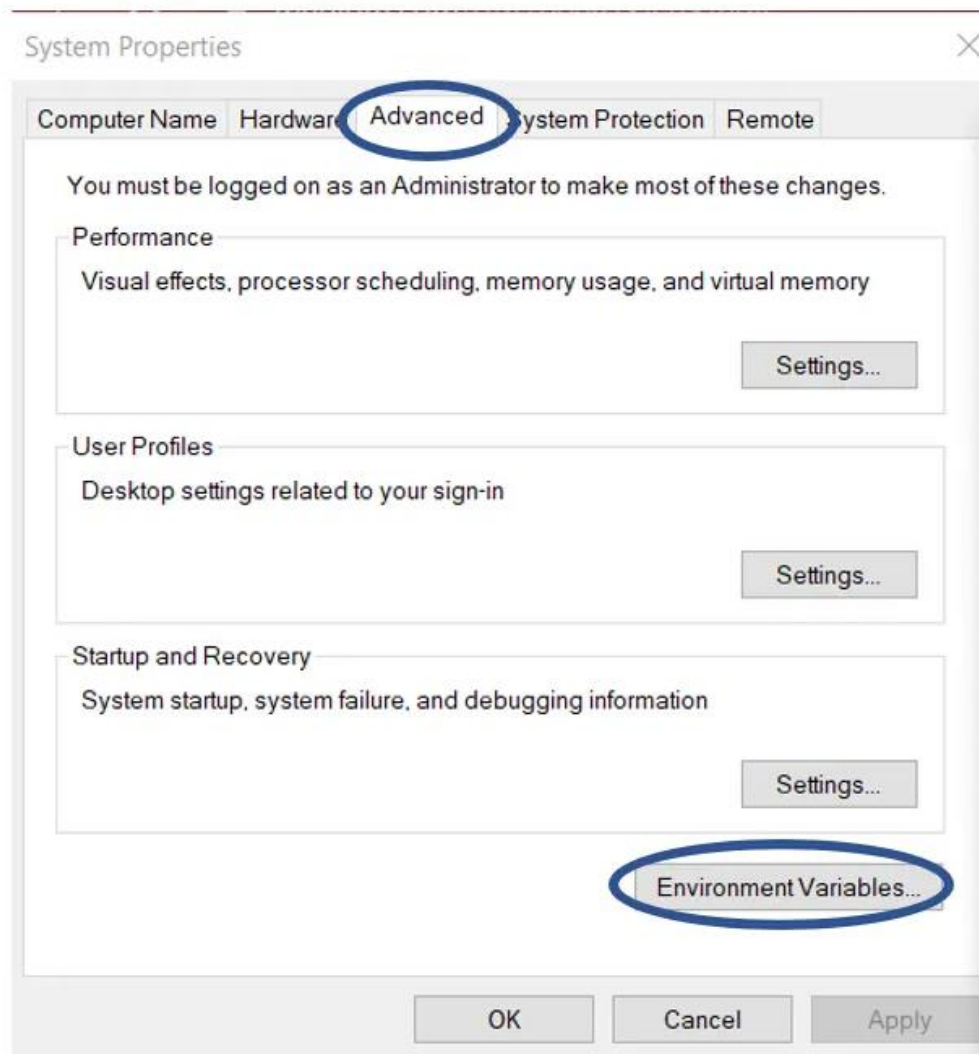 System Properties
Computer Name Hardware Advanced System Protection Remote
You must be logged on as an Administrator to make most of these changes.
Performance
Visual effects, processor scheduling, memory usage, and virtual memory
Settings...
User Profiles
Desktop settings related to your sign-in
Settings...
Startup and Recovery
System startup, system failure, and debugging information
Settings...
Environment Variables...
OK Cancel Apply